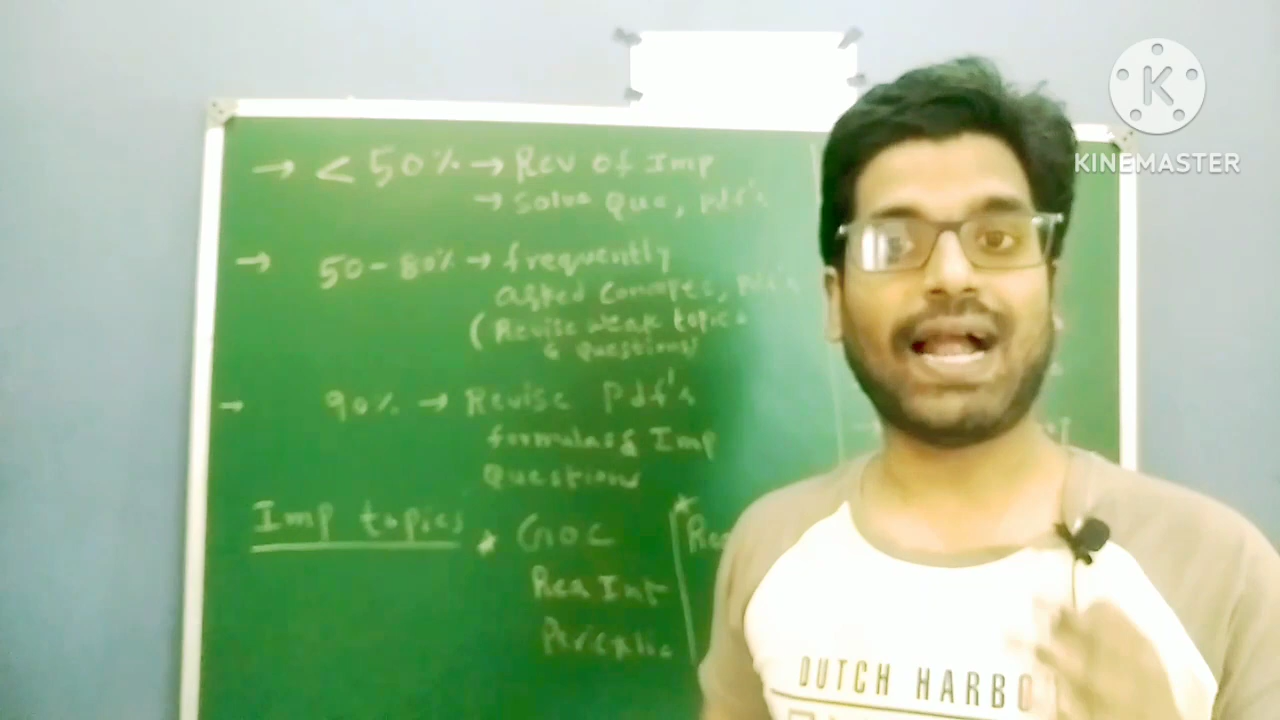 → < 50% → Rev of Imp
→ Solve Que, Pdf's
→ 50-80% → frequently
asked Concepts, Pdf's
(Revise weak topics
& questions)
→ 90% → Revise Pdf's
formulas & Imp
Questions
Imp topics * GOC
Rea Int
Periodic
*
Rea
K
KINEMASTER
DUTCH HARBO